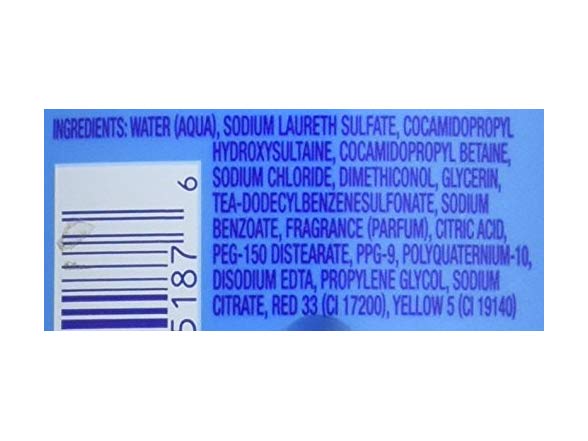 INGREDIENTS: WATER (AQUA), SODIUM LAURETH SULFATE, COCAMIDOPROPYL
HYDROXYSULTAINE, COCAMIDOPROPYL BETAINE,
SODIUM CHLORIDE, DIMETHICONOL, GLYCERIN,
TEA-DODECYLBENZENESULFONATE, SODIUM
BENZOATE, FRAGRANCE (PARFUM), CITRIC ACID,
PEG-150 DISTEARATE, PPG-9, POLYQUATERNIUM-10,
DISODIUM EDTA, PROPYLENE GLYCOL, SODIUM
CITRATE, RED 33 (CI 17200), YELLOW 5 (CI 19140)
5187 6